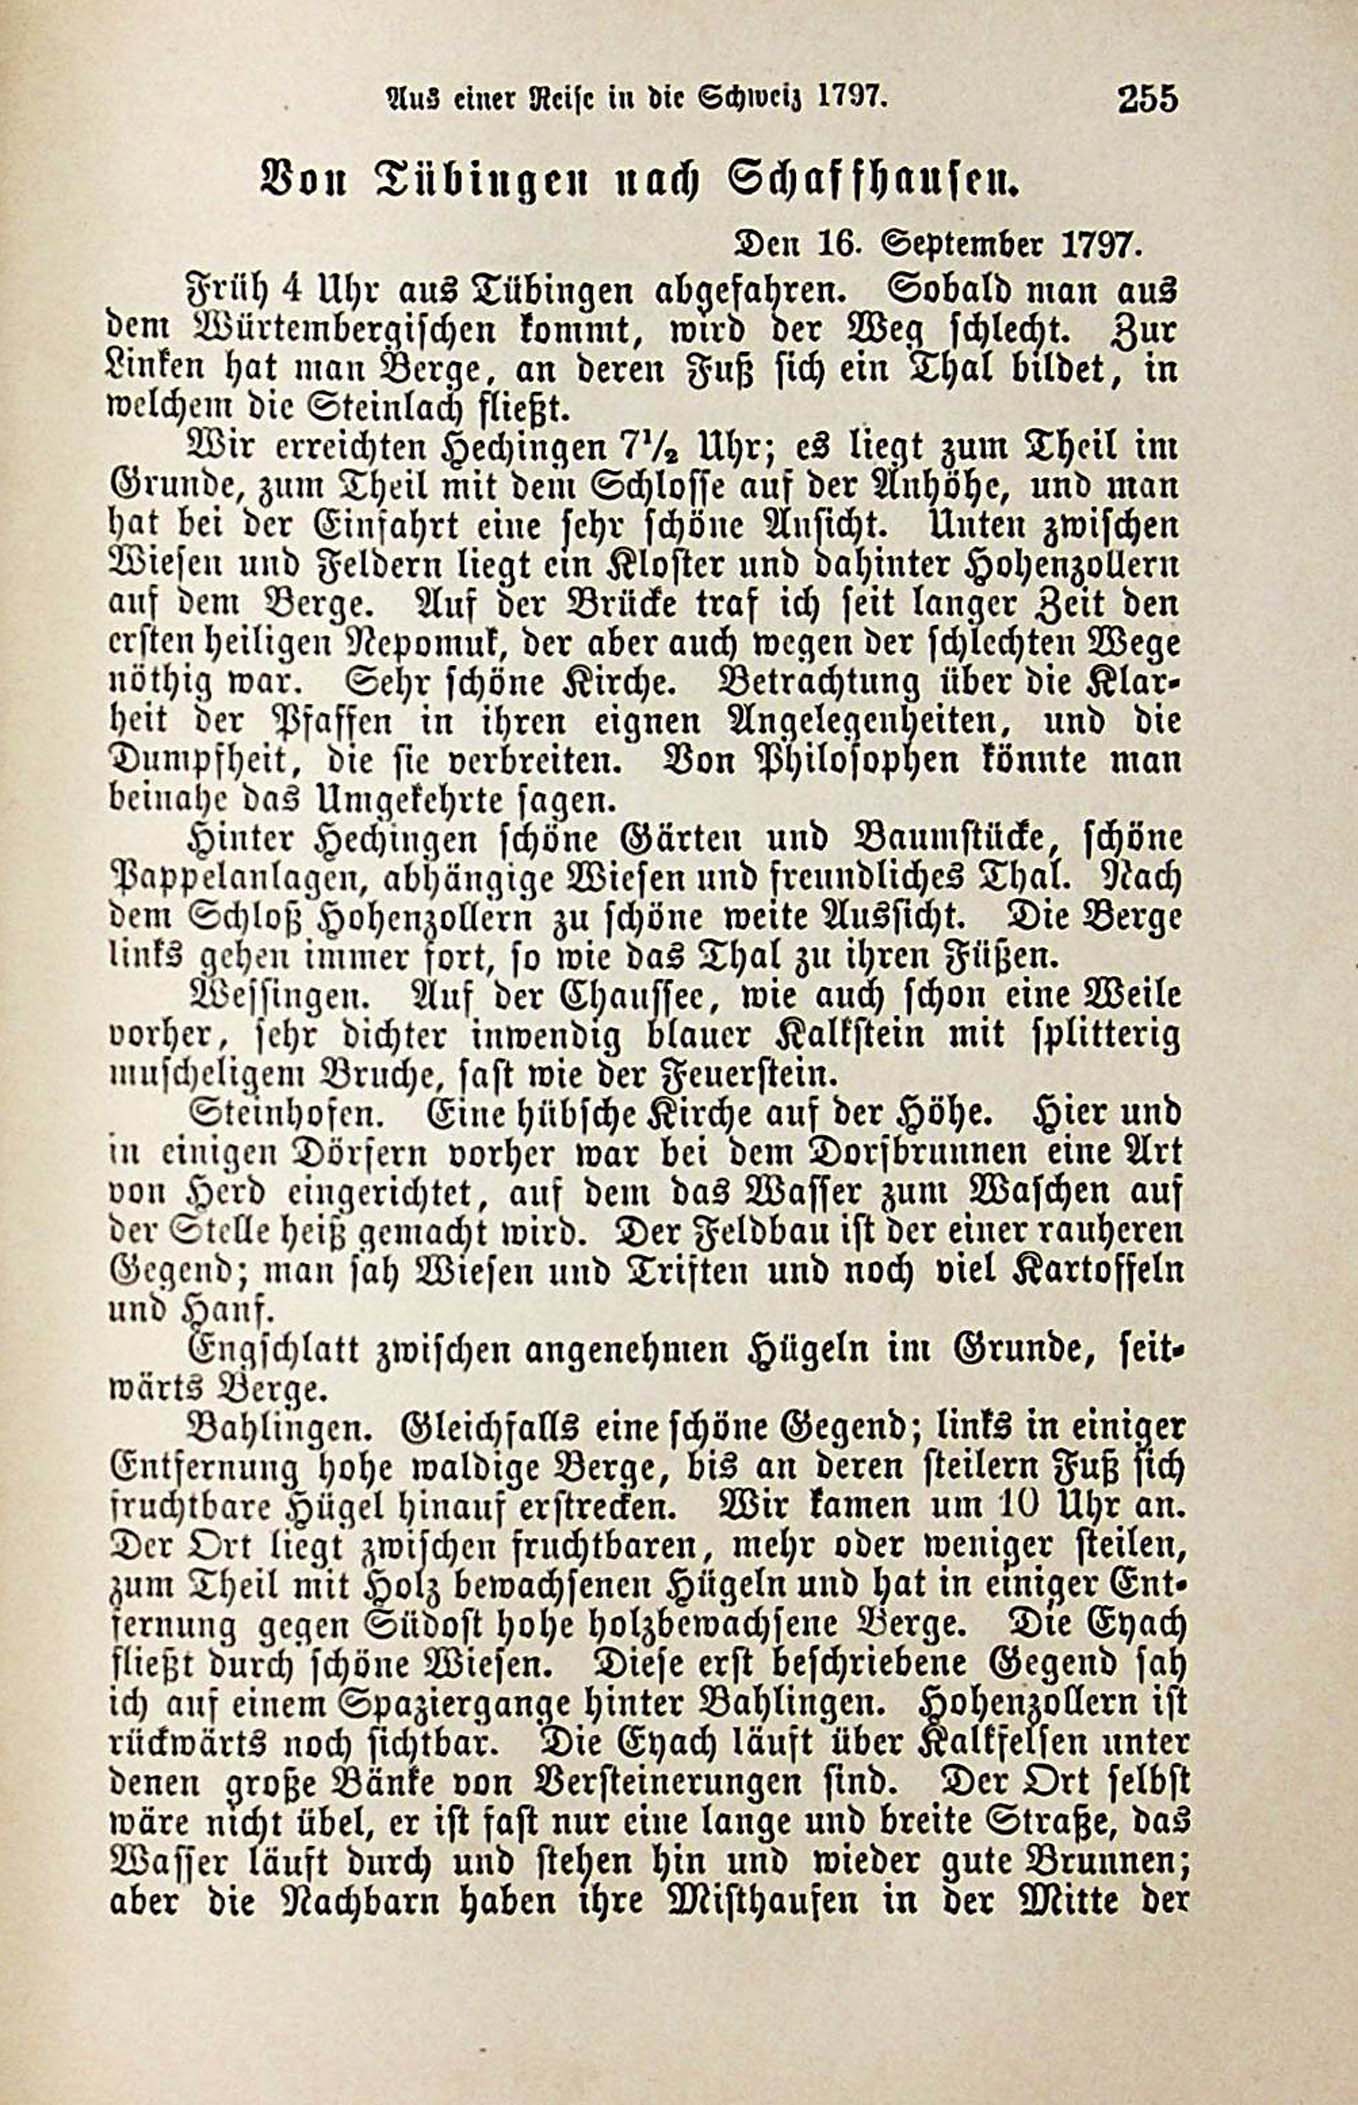 Aus einer Reise in die Schweiz 1797. 255
Von Tübingen nach Schaffhausen.
Den 16. September 1797.
Früh 4 Uhr aus Tübingen abgefahren. Sobald man aus
dem Würtembergischen kommt, wird der Weg schlecht. Zur
Linken hat man Berge, an deren Fuß sich ein Thal bildet, in
welchem die Steinlach fließt.
Wir erreichten Hechingen 7½ Uhr; es liegt zum Theil im
Grunde, zum Theil mit dem Schlosse auf der Anhöhe, und man
hat bei der Einfahrt eine sehr schöne Ansicht. Unten zwischen
Wiesen und Feldern liegt ein Kloster und dahinter Hohenzollern
auf dem Berge. Auf der Brücke traf ich seit langer Zeit den
ersten heiligen Nepomuk, der aber auch wegen der schlechten Wege
nöthig war. Sehr schöne Kirche. Betrachtung über die Klar-
heit der Pfaffen in ihren eignen Angelegenheiten, und die
Dumpfheit, die sie verbreiten. Von Philosophen könnte man
beinahe das Umgekehrte sagen.
Hinter Hechingen schöne Gärten und Baumstücke, schöne
Pappelanlagen, abhängige Wiesen und freundliches Thal. Nach
dem Schloß Hohenzollern zu schöne weite Aussicht. Die Berge
links gehen immer fort, so wie das Thal zu ihren Füßen.
Wessingen. Auf der Chaussee, wie auch schon eine Weile
vorher, sehr dichter inwendig blauer Kalkstein mit splitterig
muscheligem Bruche, fast wie der Feuerstein.
Steinhofen. Eine hübsche Kirche auf der Höhe. Hier und
in einigen Dörfern vorher war bei dem Dorfbrunnen eine Art
von Herd eingerichtet, auf dem das Wasser zum Waschen auf
der Stelle heiß gemacht wird. Der Feldbau ist der einer rauheren
Gegend; man sah Wiesen und Triften und noch viel Kartoffeln
und Hanf.
Engschlatt zwischen angenehmen Hügeln im Grunde, seit-
wärts Berge.
Bahlingen. Gleichfalls eine schöne Gegend; links in einiger
Entfernung hohe waldige Berge, bis an deren steilern Fuß sich
fruchtbare Hügel hinauf erstrecken. Wir kamen um 10 Uhr an.
Der Ort liegt zwischen fruchtbaren, mehr oder weniger steilen,
zum Theil mit Holz bewachsenen Hügeln und hat in einiger Ent-
fernung gegen Südost hohe holzbewachsene Berge. Die Eyach
fließt durch schöne Wiesen. Diese erst beschriebene Gegend sah
ich auf einem Spaziergange hinter Bahlingen. Hohenzollern ist
rückwärts noch sichtbar. Die Eyach läuft über Kalkfelsen unter
denen große Bänke von Versteinerungen sind. Der Ort selbst
wäre nicht übel, er ist fast nur eine lange und breite Straße, das
Wasser läuft durch und stehen hin und wieder gute Brunnen;
aber die Nachbarn haben ihre Misthaufen in der Mitte der